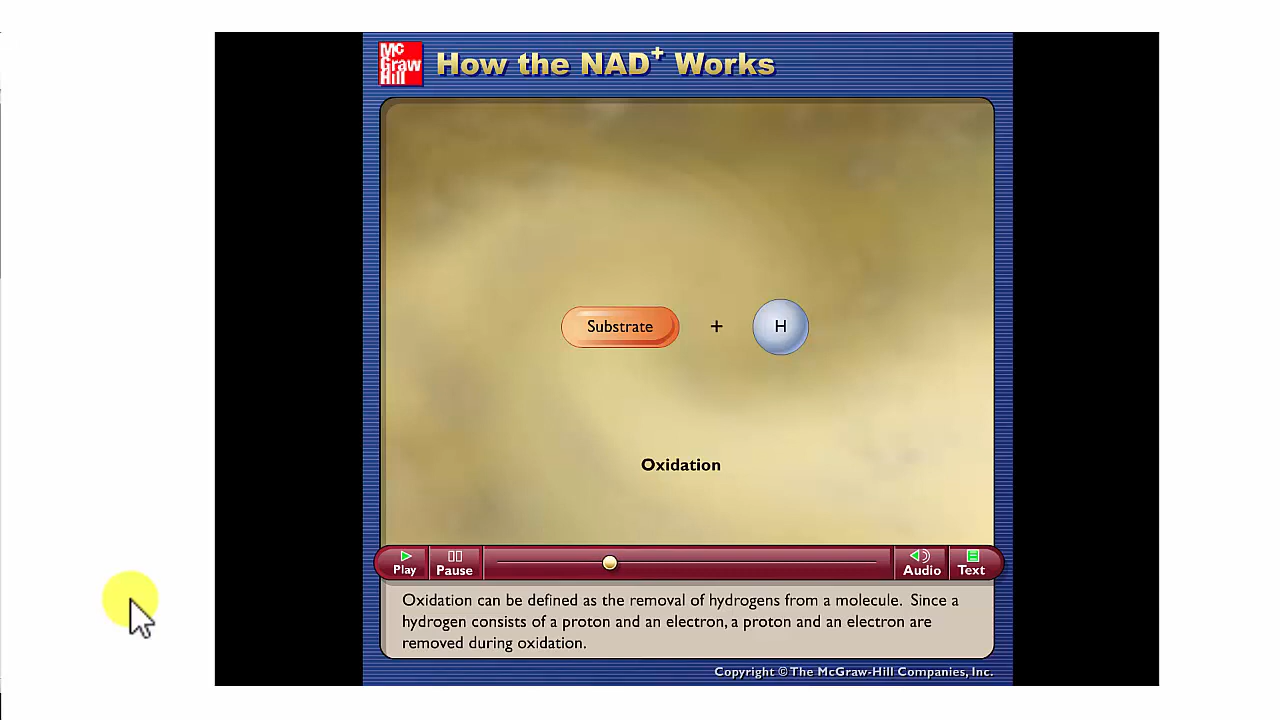 Mc
Graw
Hill
How the NAD+ Works
Substrate + H
Oxidation
Play
Pause
Audio
Text
Oxidation can be defined as the removal of hydrogens from a molecule. Since a
hydrogen consists of a proton and an electron, a proton and an electron are
removed during oxidation.
Copyright © The McGraw-Hill Companies, Inc.